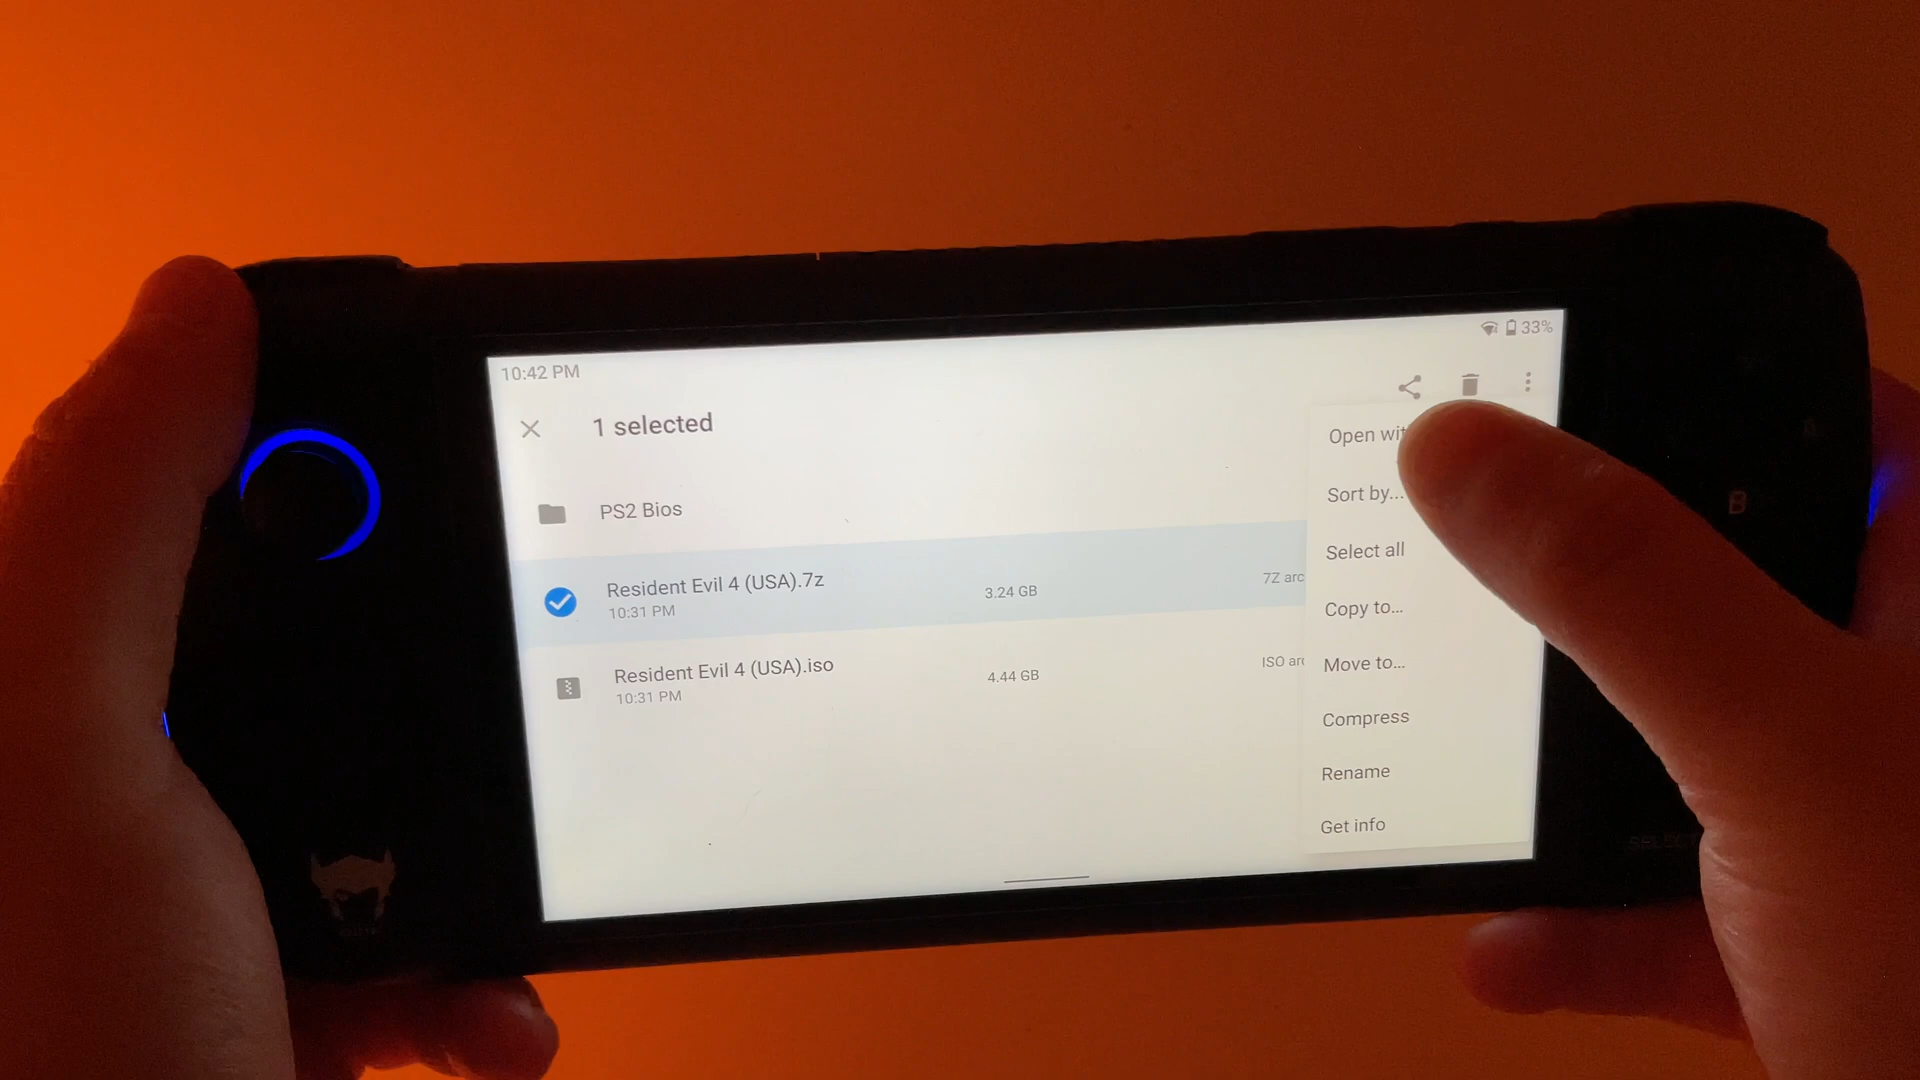 10:42 PM
33%
1 selected
PS2 Bios
Resident Evil 4 (USA).7z
10:31 PM
3.24 GB
7Z arc
Resident Evil 4 (USA).iso
10:31 PM
4.44 GB
ISO arc
Open wit
Sort by...
Select all
Copy to...
Move to...
Compress
Rename
Get info
B
SELECT